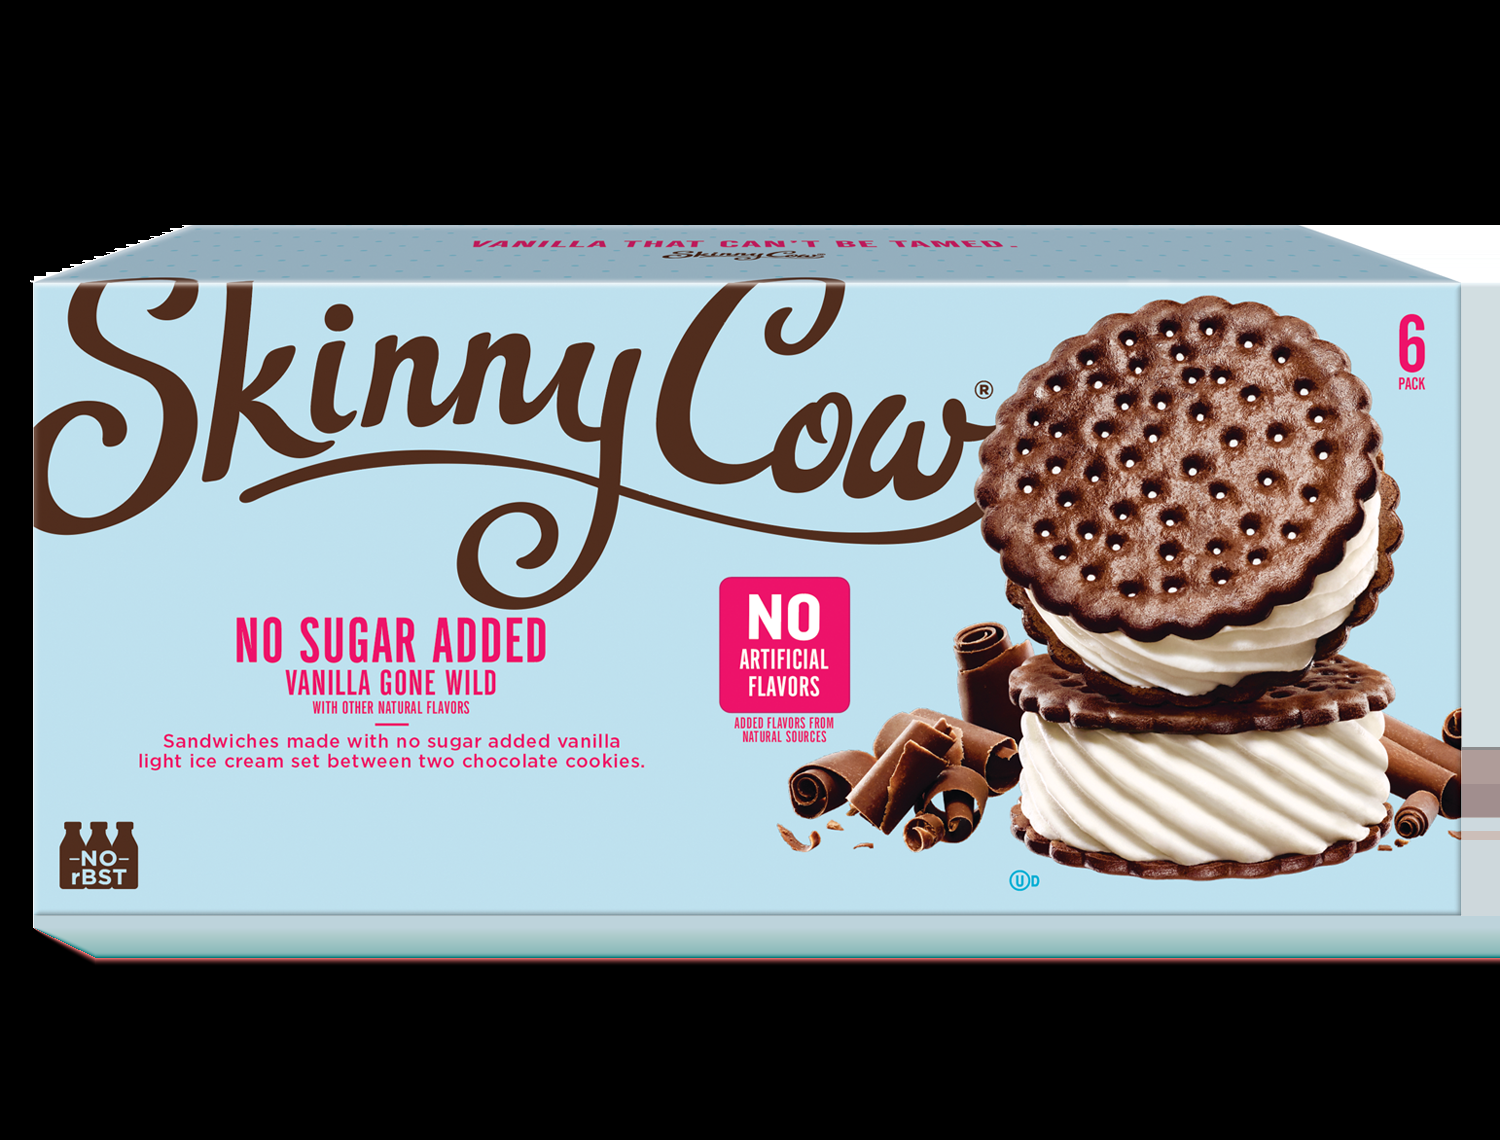 VANILLA THAT CAN'T BE TAMED.
Skinny Cow
Skinny Cow®
6
PACK
NO SUGAR ADDED
VANILLA GONE WILD
WITH OTHER NATURAL FLAVORS
Sandwiches made with no sugar added vanilla
light ice cream set between two chocolate cookies.
NO
ARTIFICIAL
FLAVORS
ADDED FLAVORS FROM
NATURAL SOURCES
-NO-
rBST
UD